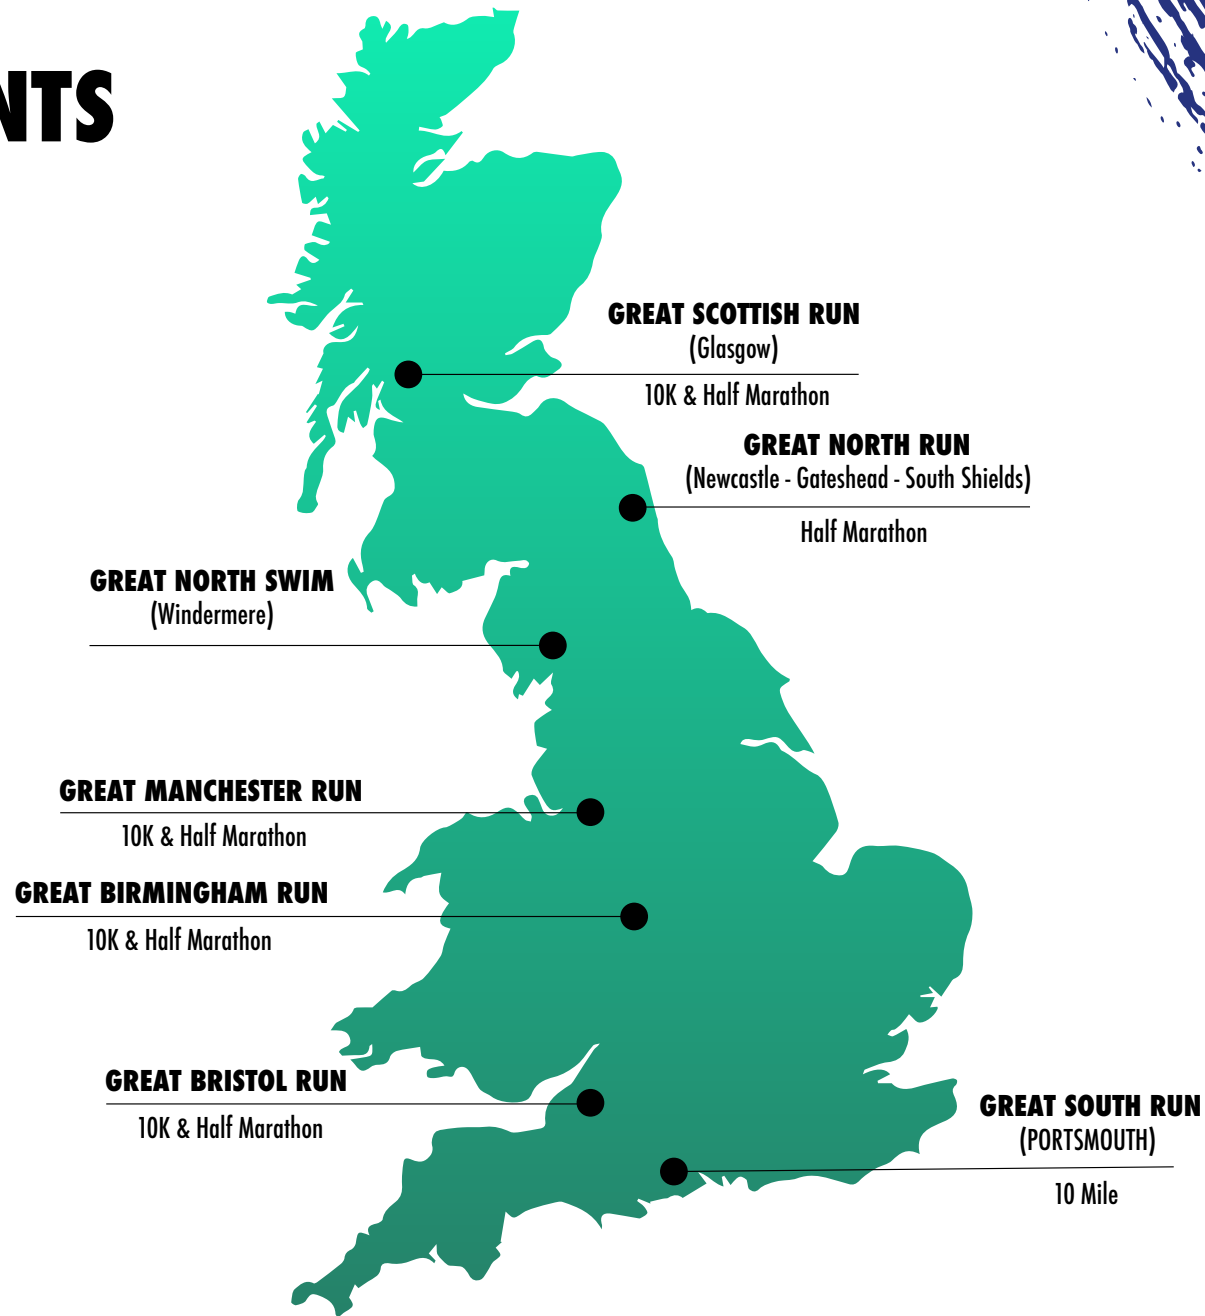 NTS
GREAT SCOTTISH RUN
(Glasgow)
10K & Half Marathon
GREAT NORTH RUN
(Newcastle - Gateshead - South Shields)
Half Marathon
GREAT NORTH SWIM
(Windermere)
GREAT MANCHESTER RUN
10K & Half Marathon
GREAT BIRMINGHAM RUN
10K & Half Marathon
GREAT BRISTOL RUN
10K & Half Marathon
GREAT SOUTH RUN
(PORTSMOUTH)
10 Mile